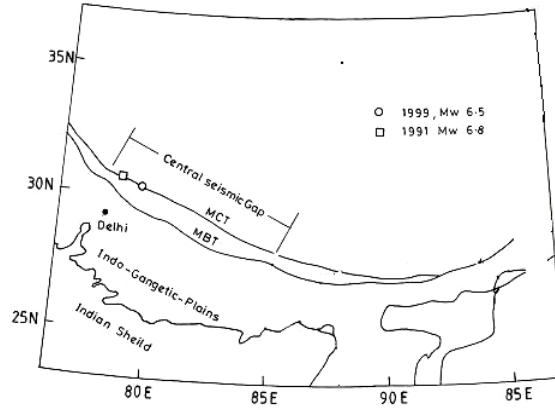 35N
1999, Mw 6.5
1991 Mw 6.8
Central seismic Gap
30N
MCT
Delhi
MBT
Indo-Gangetic-Plains
25N
Indian Sheild
80E
85E
90E
85E